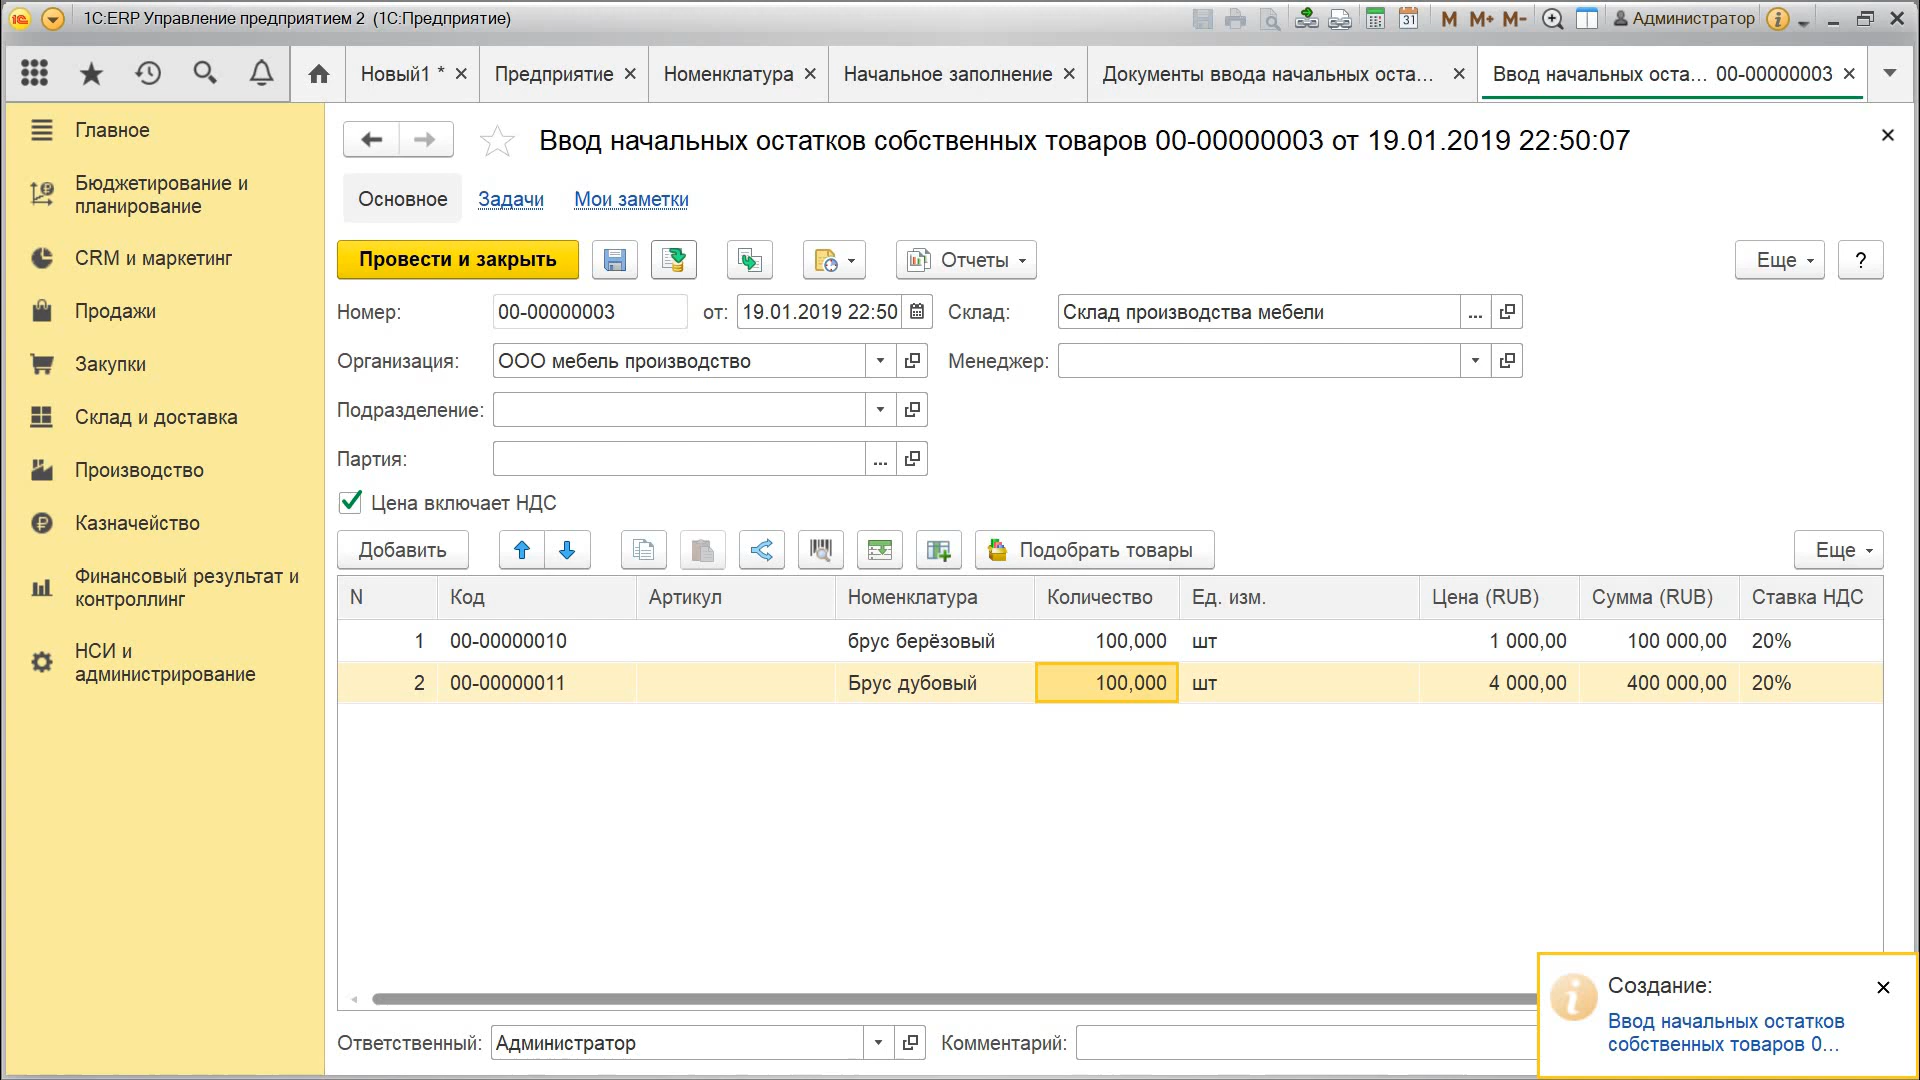 1С:ERP Управление предприятием 2 (1С:Предприятие)
31 M M+ M- Администратор
Новый1 * Предприятие Номенклатура Начальное заполнение Документы ввода начальных оста... Ввод начальных оста... 00-00000003
Главное
Бюджетирование и
планирование
CRM и маркетинг
Продажи
Закупки
Склад и доставка
Производство
Казначейство
Финансовый результат и
контроллинг
НСИ и
администрирование
Ввод начальных остатков собственных товаров 00-00000003 от 19.01.2019 22:50:07
Основное Задачи Мои заметки
Провести и закрыть Отчеты Еще ?
Номер: 00-00000003 от: 19.01.2019 22:50 Склад: Склад производства мебели ...
Организация: ООО мебель производство Менеджер:
Подразделение:
Партия: ...
Цена включает НДС
Добавить Подобрать товары Еще
N Код Артикул Номенклатура Количество Ед. изм. Цена (RUB) Сумма (RUB) Ставка НДС
1 00-00000010 брус берёзовый 100,000 шт 1 000,00 100 000,00 20%
2 00-00000011 Брус дубовый 100,000 шт 4 000,00 400 000,00 20%
Ответственный: Администратор Комментарий:
Создание:
Ввод начальных остатков
собственных товаров 0...